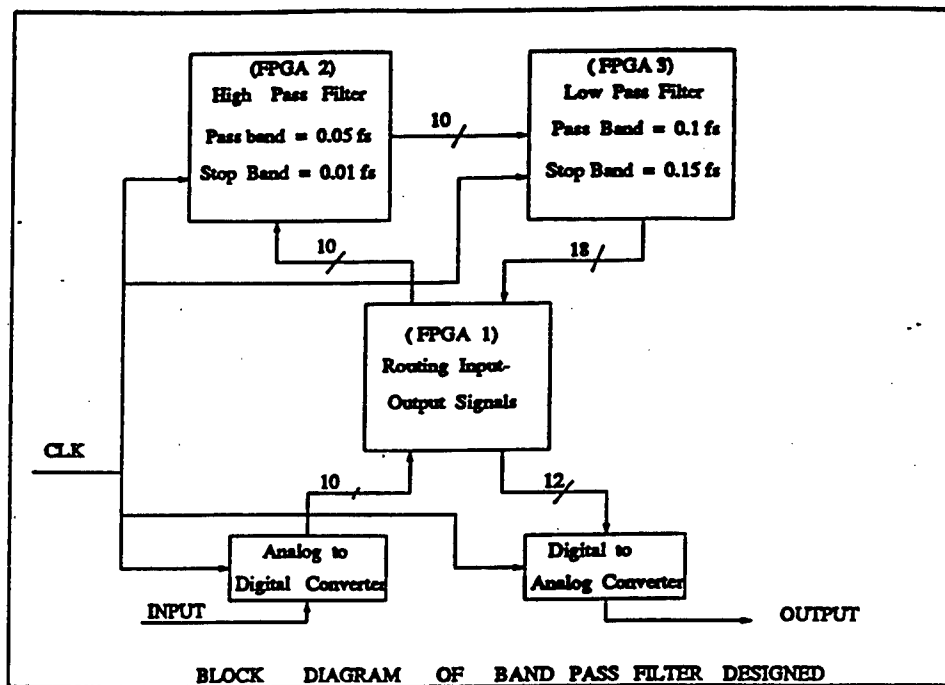 (FPGA 2)
High Pass Filter
Pass band = 0.05 fs
Stop Band = 0.01 fs
10
(FPGA 3)
Low Pass Filter
Pass Band = 0.1 fs
Stop Band = 0.15 fs
10
18
(FPGA 1)
Routing Input-
Output Signals
CLK
10
12
Analog to
Digital Converter
Digital to
Analog Converter
INPUT
OUTPUT
BLOCK DIAGRAM OF BAND PASS FILTER DESIGNED